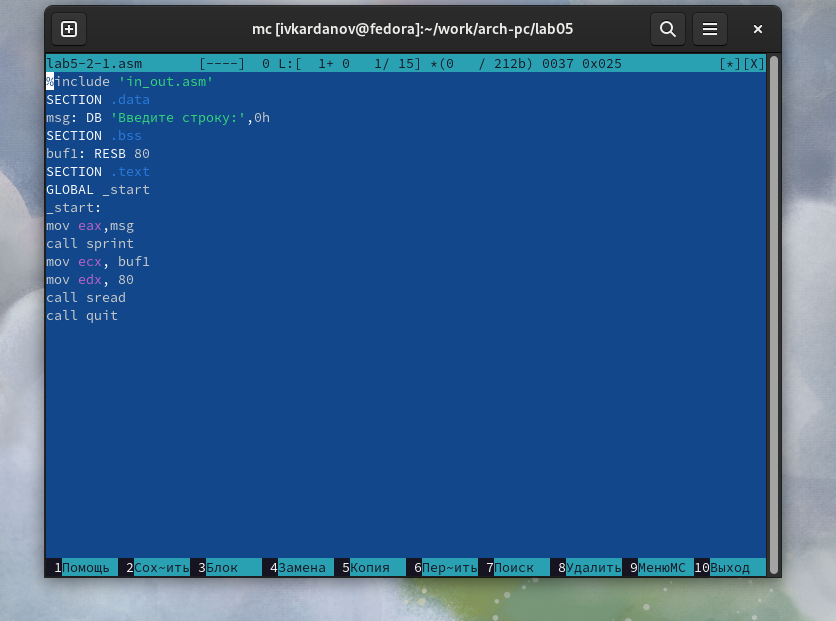 mc [ivkardanov@fedora]:~/work/arch-pc/lab05
lab5-2-1.asm       [----]  0 L:[  1+ 0   1/ 15] *(0   / 212b) 0037 0x025            [*][X]
%include 'in_out.asm'
SECTION .data
msg: DB 'Введите строку:',0h
SECTION .bss
buf1: RESB 80
SECTION .text
GLOBAL _start
_start:
mov eax,msg
call sprint
mov ecx, buf1
mov edx, 80
call sread
call quit
1Помощь 2Сох~ить 3Блок 4Замена 5Копия 6Пер~ить 7Поиск 8Удалить 9МенюMC 10Выход